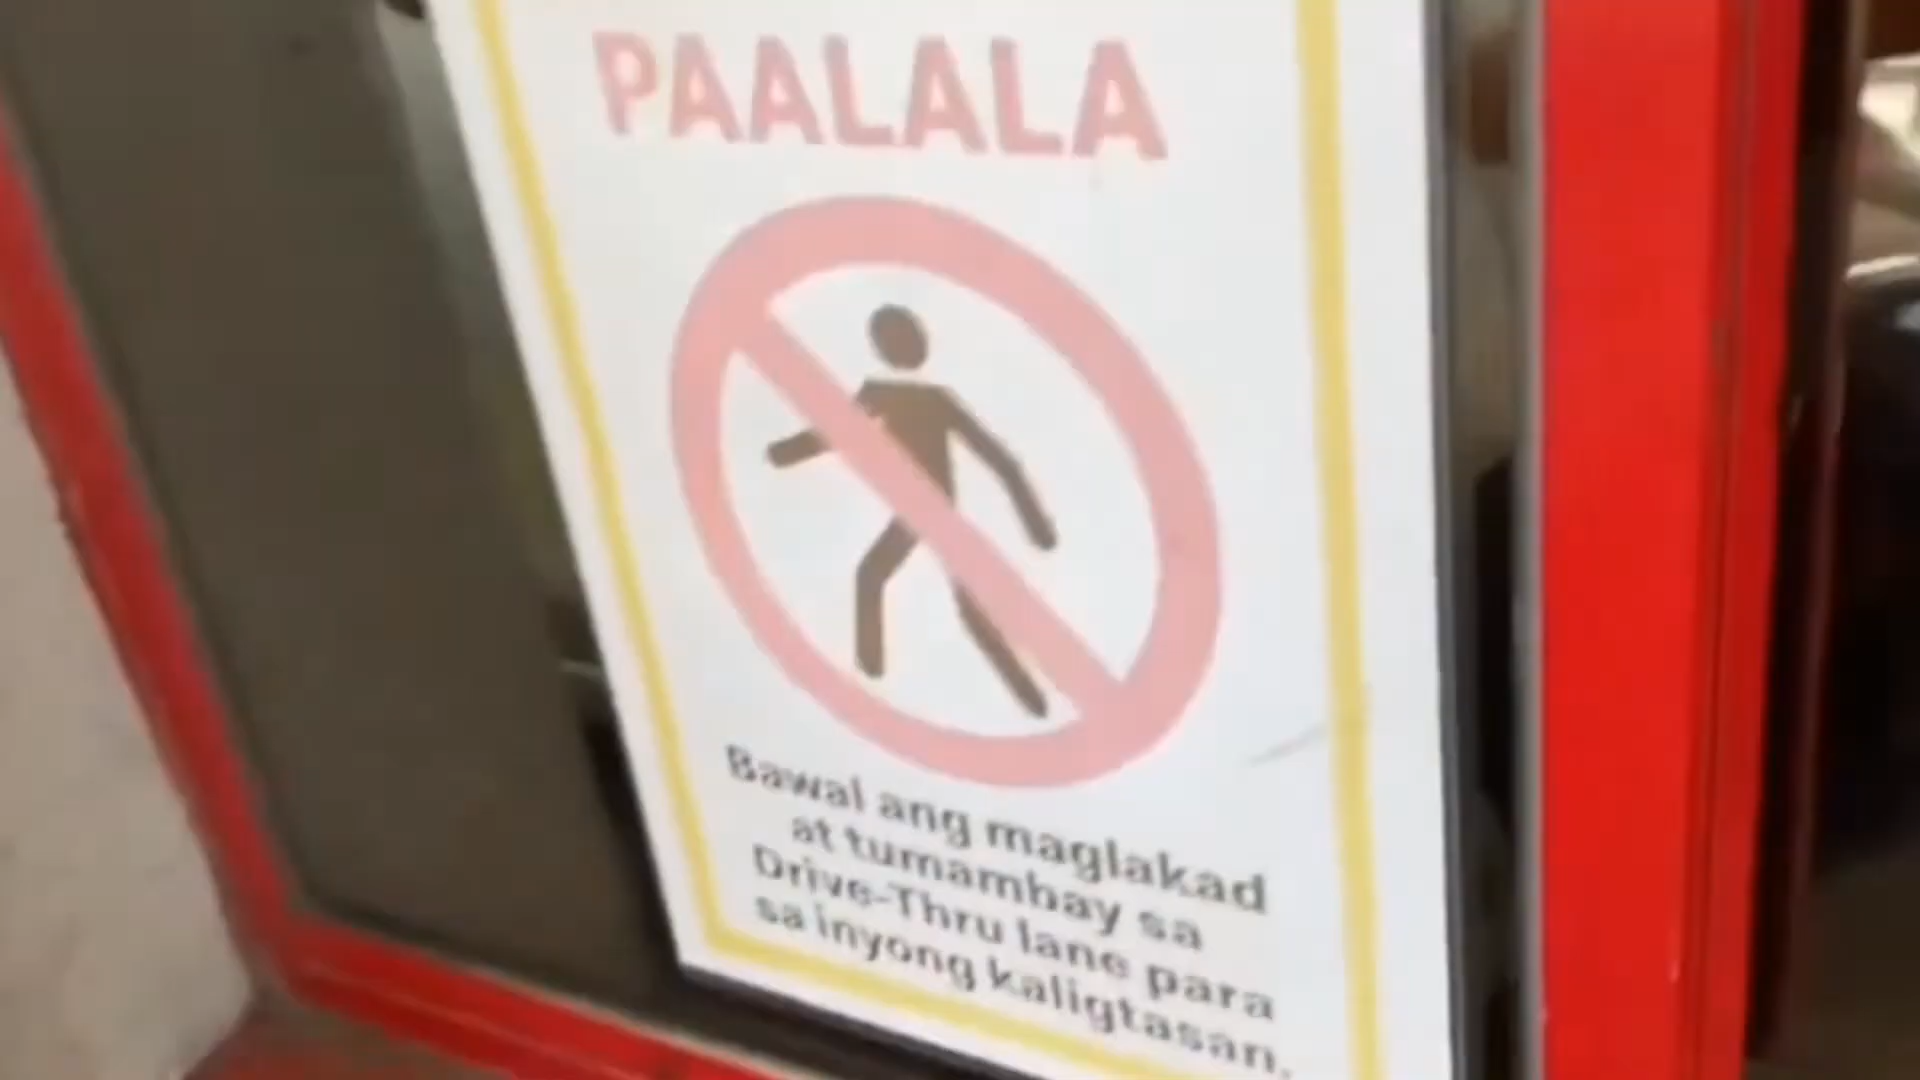 PAALALA
Bawal ang maglakad
at tumambay sa
Drive-Thru lane para
sa inyong kaligtasan.